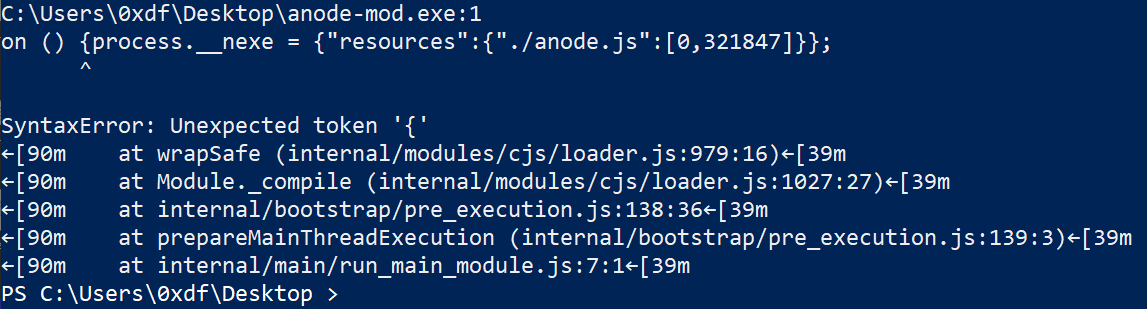 C:\Users\0xdf\Desktop\anode-mod.exe:1
on () {process.__nexe = {"resources":{"./anode.js":[0,321847]}};
      ^
SyntaxError: Unexpected token '{'
←[90m    at wrapSafe (internal/modules/cjs/loader.js:979:16)←[39m
←[90m    at Module._compile (internal/modules/cjs/loader.js:1027:27)←[39m
←[90m    at internal/bootstrap/pre_execution.js:138:36←[39m
←[90m    at prepareMainThreadExecution (internal/bootstrap/pre_execution.js:139:3)←[39m
←[90m    at internal/main/run_main_module.js:7:1←[39m
PS C:\Users\0xdf\Desktop >